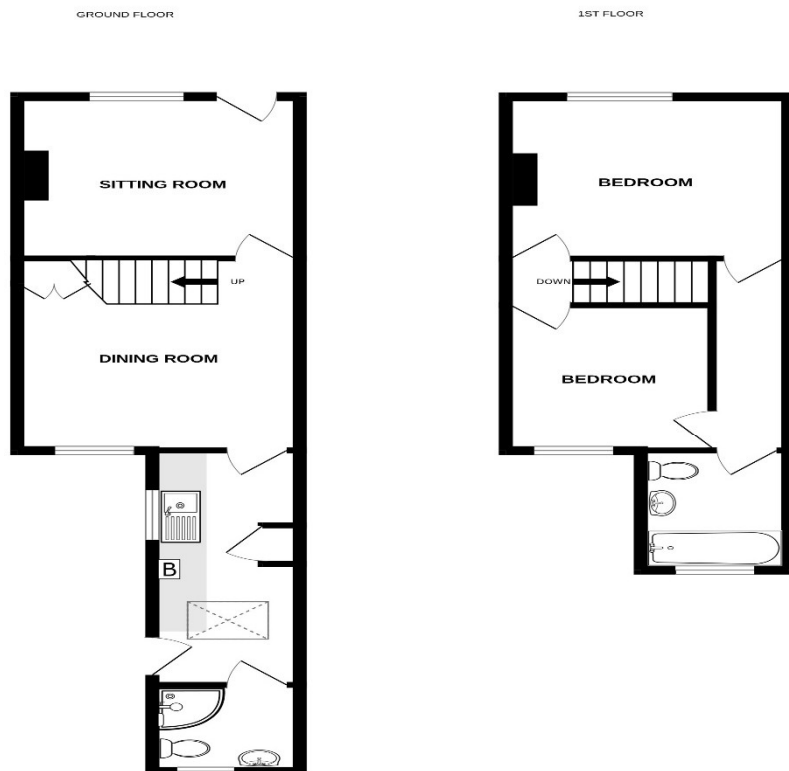 GROUND FLOOR
1ST FLOOR
SITTING ROOM
BEDROOM
UP
DOWN
DINING ROOM
BEDROOM
B